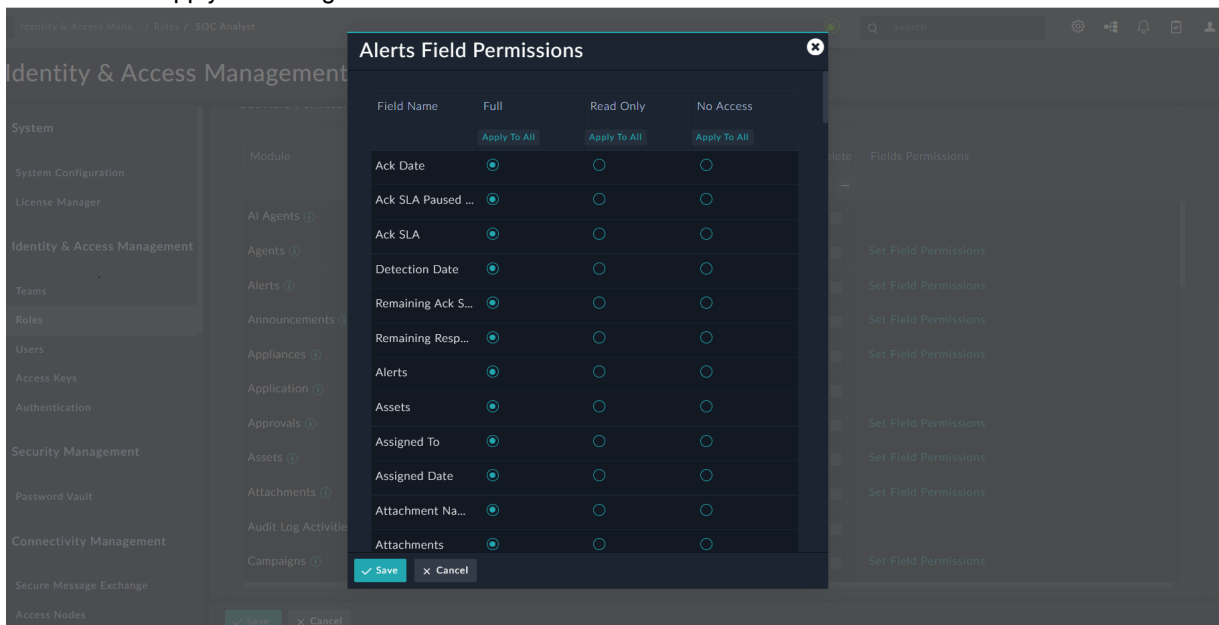 Identity & Access Mana... / Roles / SOC Analyst
Search
Identity & Access Management
System
System Configuration
License Manager
Identity & Access Management
Teams
Roles
Users
Access Keys
Authentication
Security Management
Password Vault
Connectivity Management
Secure Message Exchange
Access Nodes
Module
Fields Permissions
AI Agents
Agents Set Field Permissions
Alerts Set Field Permissions
Announcements Set Field Permissions
Appliances Set Field Permissions
Application
Approvals Set Field Permissions
Assets Set Field Permissions
Attachments Set Field Permissions
Audit Log Activitie
Campaigns Set Field Permissions
Save × Cancel
Alerts Field Permissions
Field Name Full Read Only No Access
Apply To All Apply To All Apply To All
Ack Date
Ack SLA Paused ...
Ack SLA
Detection Date
Remaining Ack S...
Remaining Resp...
Alerts
Assets
Assigned To
Assigned Date
Attachment Na...
Attachments
Save × Cancel